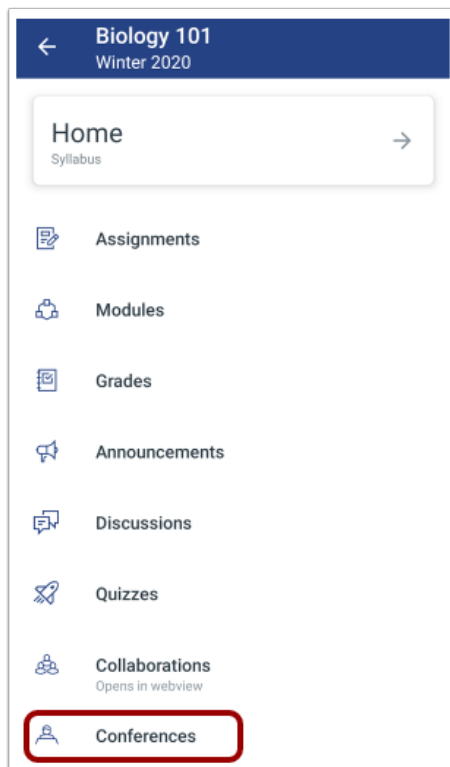 Biology 101
Winter 2020
Home
Syllabus
Assignments
Modules
Grades
Announcements
Discussions
Quizzes
Collaborations
Opens in webview
Conferences